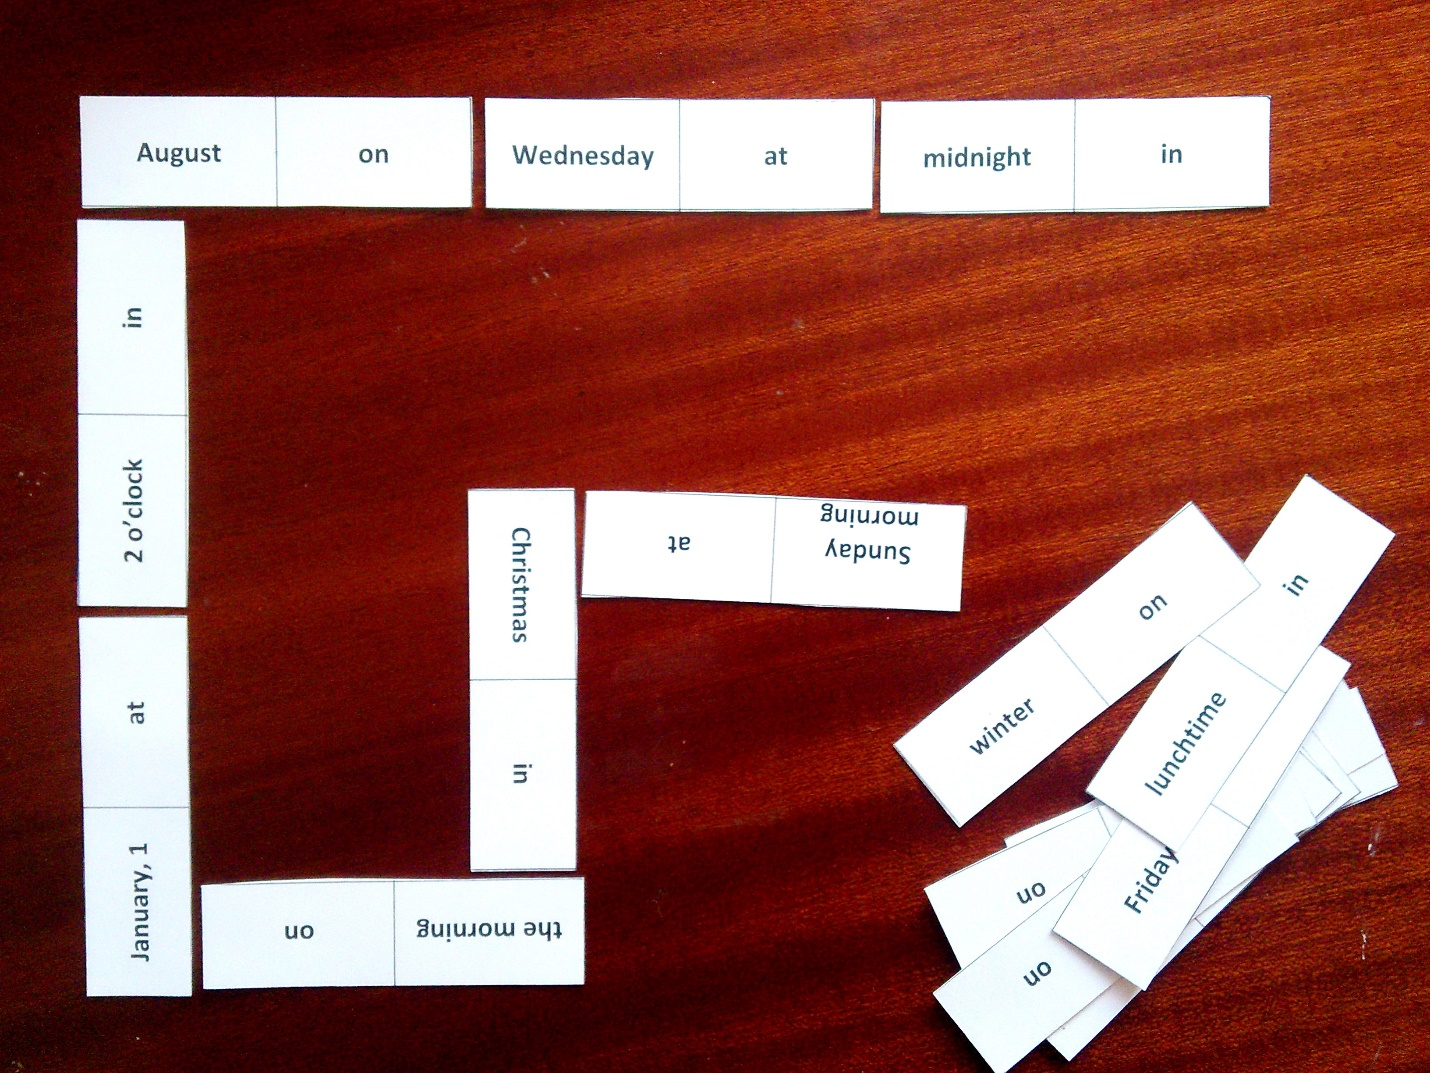 August
on
Wednesday
at
midnight
in
in
2 o'clock
at
January, 1
on
the morning
in
Christmas
at
Sunday
morning
winter
on
lunchtime
in
Friday
on
on